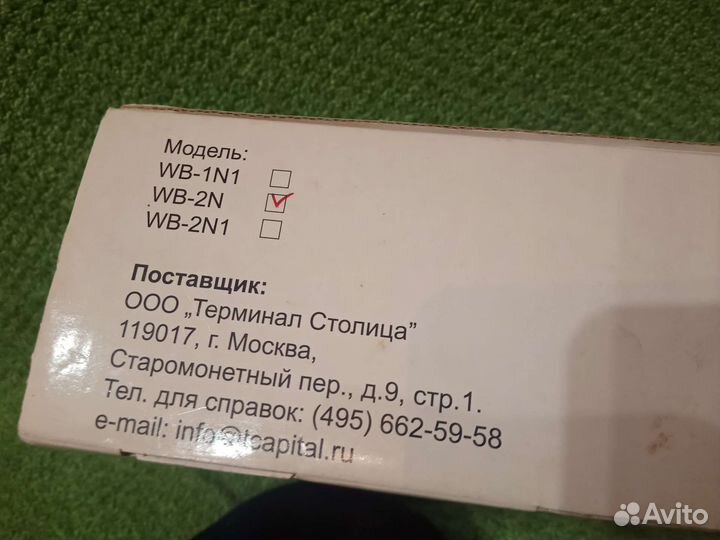 Модель:
WB-1N1
WB-2N
WB-2N1
Поставщик:
ООО „Терминал Столица”
119017, г. Москва,
Старомонетный пер., д.9, стр.1.
Тел. для справок: (495) 662-59-58
e-mail: info@tcapital.ru
Avito